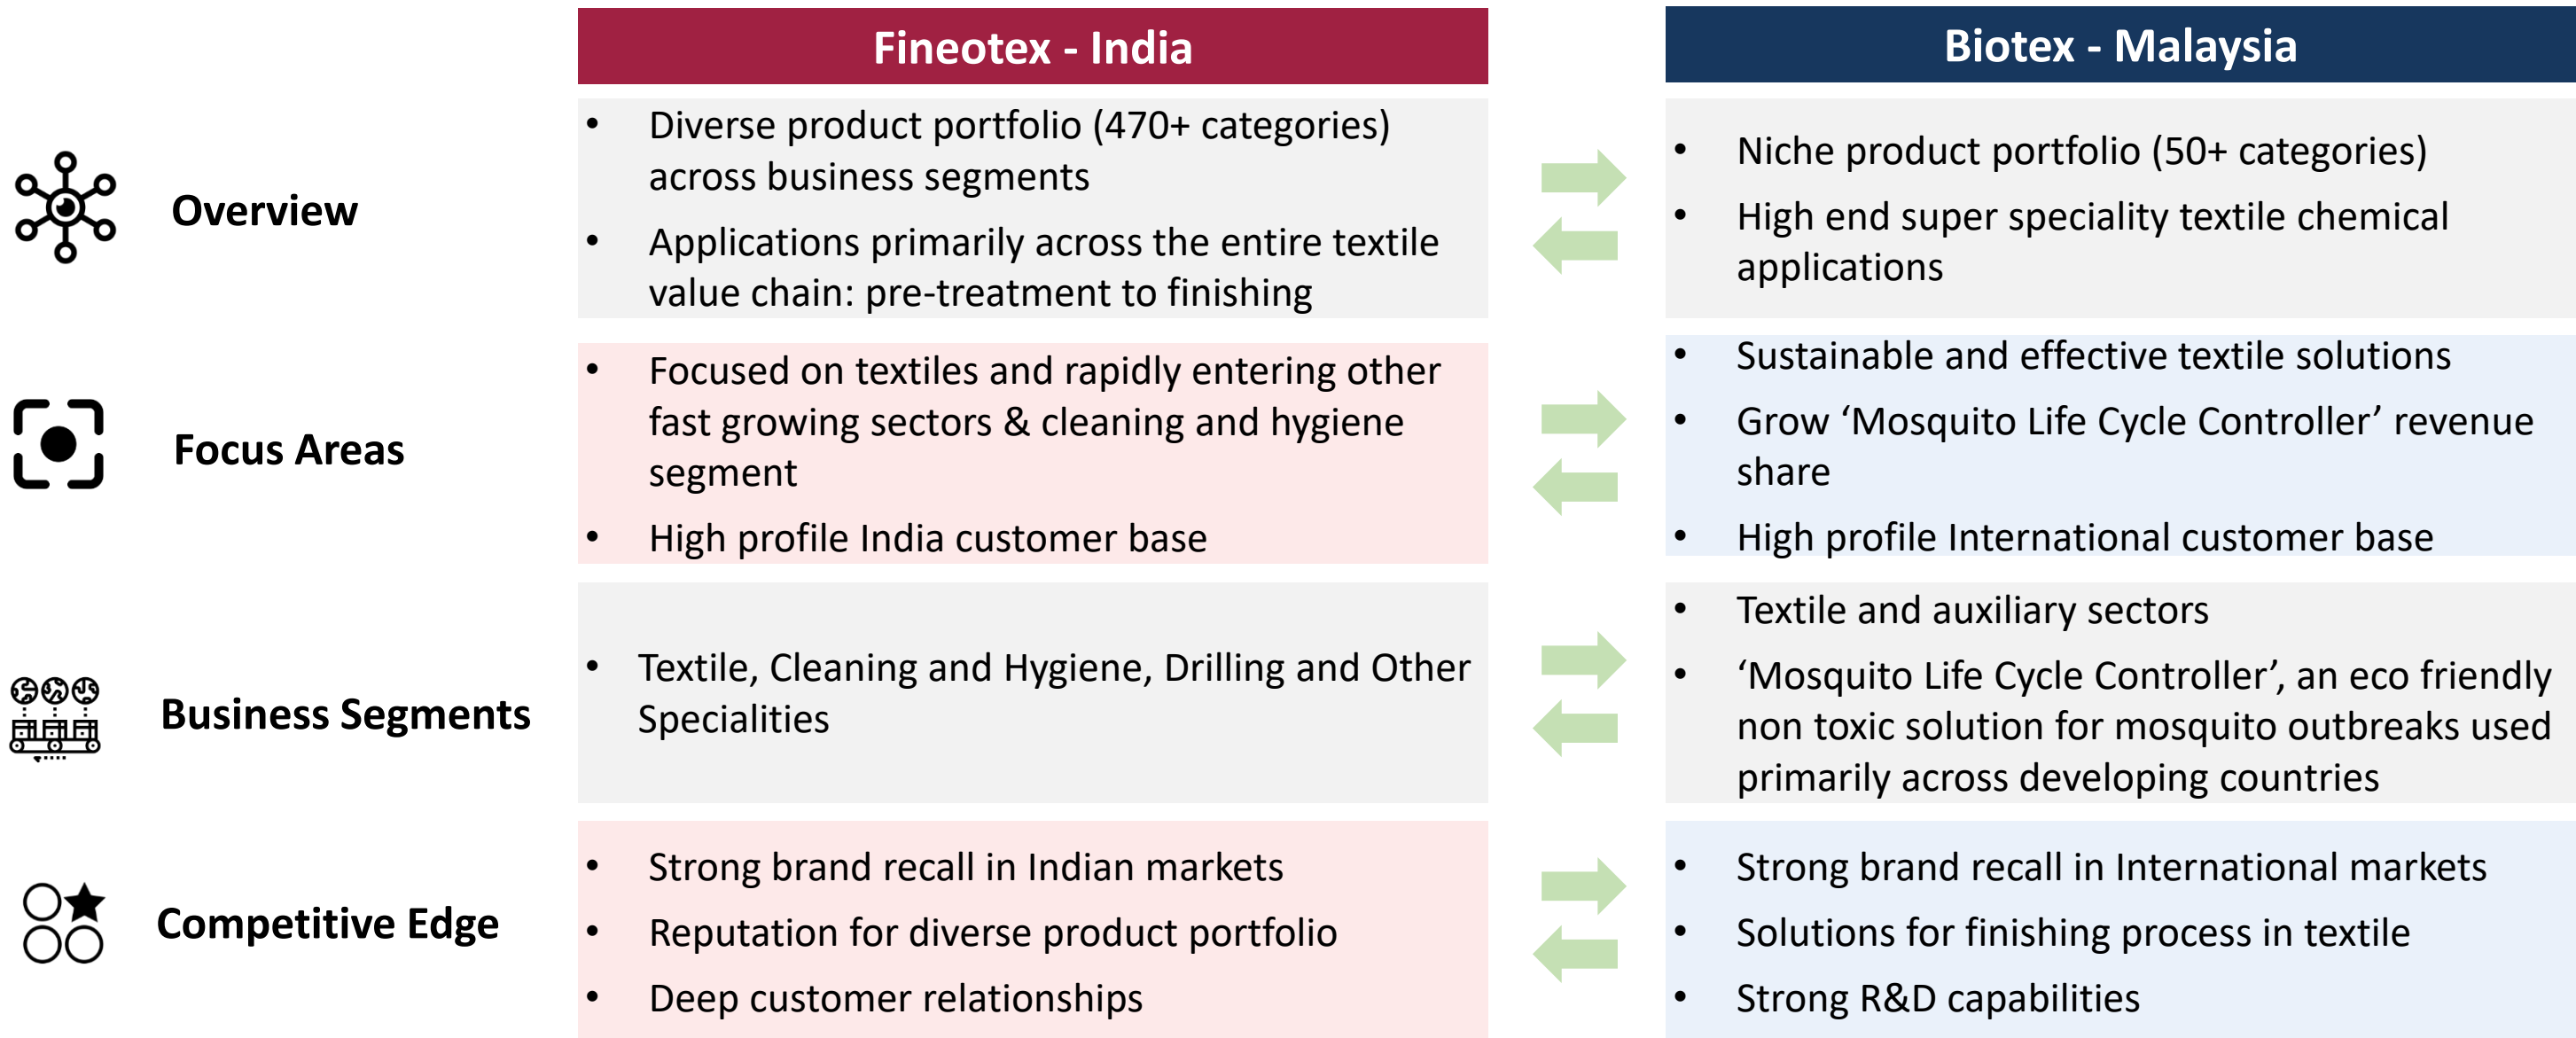 Fineotex - India
Biotex - Malaysia
Overview
• Diverse product portfolio (470+ categories)
across business segments
• Applications primarily across the entire textile
value chain: pre-treatment to finishing
• Niche product portfolio (50+ categories)
• High end super speciality textile chemical
applications
Focus Areas
• Focused on textiles and rapidly entering other
fast growing sectors & cleaning and hygiene
segment
• High profile India customer base
• Sustainable and effective textile solutions
• Grow ‘Mosquito Life Cycle Controller’ revenue
share
• High profile International customer base
Business Segments
• Textile, Cleaning and Hygiene, Drilling and Other
Specialities
• Textile and auxiliary sectors
• ‘Mosquito Life Cycle Controller’, an eco friendly
non toxic solution for mosquito outbreaks used
primarily across developing countries
Competitive Edge
• Strong brand recall in Indian markets
• Reputation for diverse product portfolio
• Deep customer relationships
• Strong brand recall in International markets
• Solutions for finishing process in textile
• Strong R&D capabilities